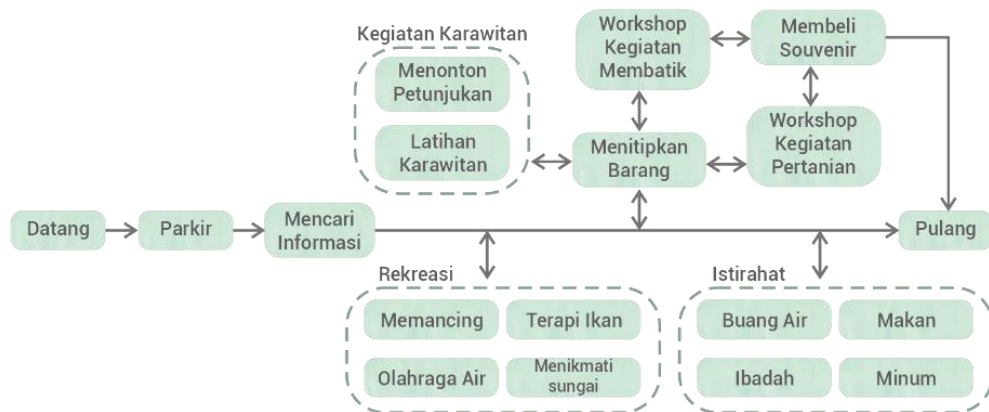 Kegiatan Karawitan
Menonton
Petunjukan
Latihan
Karawitan
Workshop
Kegiatan
Membatik
Membeli
Souvenir
Menitipkan
Barang
Workshop
Kegiatan
Pertanian
Datang
Parkir
Mencari
Informasi
Pulang
Rekreasi
Memancing
Terapi Ikan
Olahraga Air
Menikmati
sungai
Istirahat
Buang Air
Makan
Ibadah
Minum